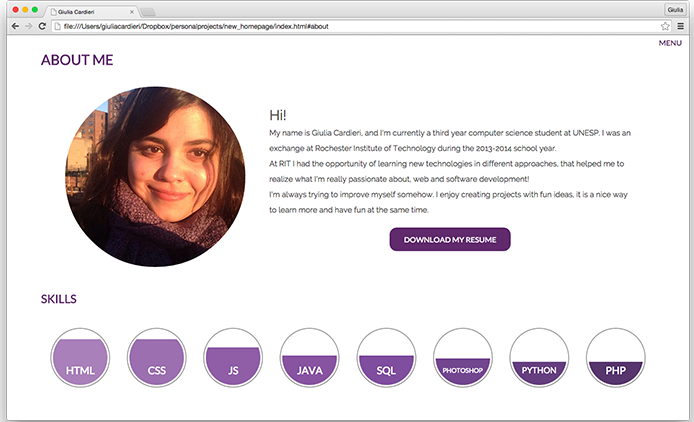 Giulia Cardieri
Giulia
file:///Users/giuliacardieri/Dropbox/personalprojects/new_homepage/index.html#about
MENU
ABOUT ME
Hi!
My name is Giulia Cardieri, and I'm currently a third year computer science student at UNESP. I was an
exchange at Rochester Institute of Technology during the 2013-2014 school year.
At RIT I had the opportunity of learning new technologies in different approaches, that helped me to
realize what I'm really passionate about, web and software development!
I'm always trying to improve myself somehow. I enjoy creating projects with fun ideas, it is a nice way
to learn more and have fun at the same time.
DOWNLOAD MY RESUME
SKILLS
HTML CSS JS JAVA SQL PHOTOSHOP PYTHON PHP